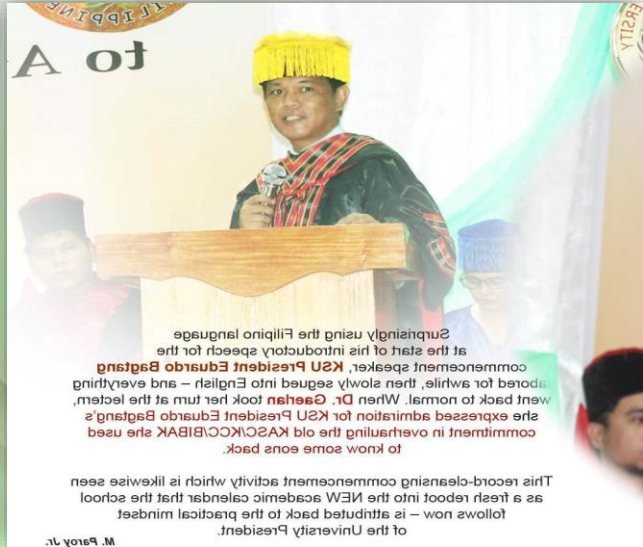 PHILIPPINE
ERSITY
to A
Surprisingly using the Filipino language
at the start of his introductory speech for the
commencement speaker, KSU President Eduardo Bagtang
labored for awhile, then slowly segued into English – and everything
went back to normal. When Dr. Gaerlan took her turn at the lectern,
she expressed admiration for KSU President Eduardo Bagtang's
commitment in overhauling the old KASC/KCC/BIBAK she used
to know some eons back.
This record-cleansing commencement activity which is likewise seen
as a fresh reboot into the NEW academic calendar that the school
follows now – is attributed back to the practical mindset
of the University President.
M. Paroy Jr.